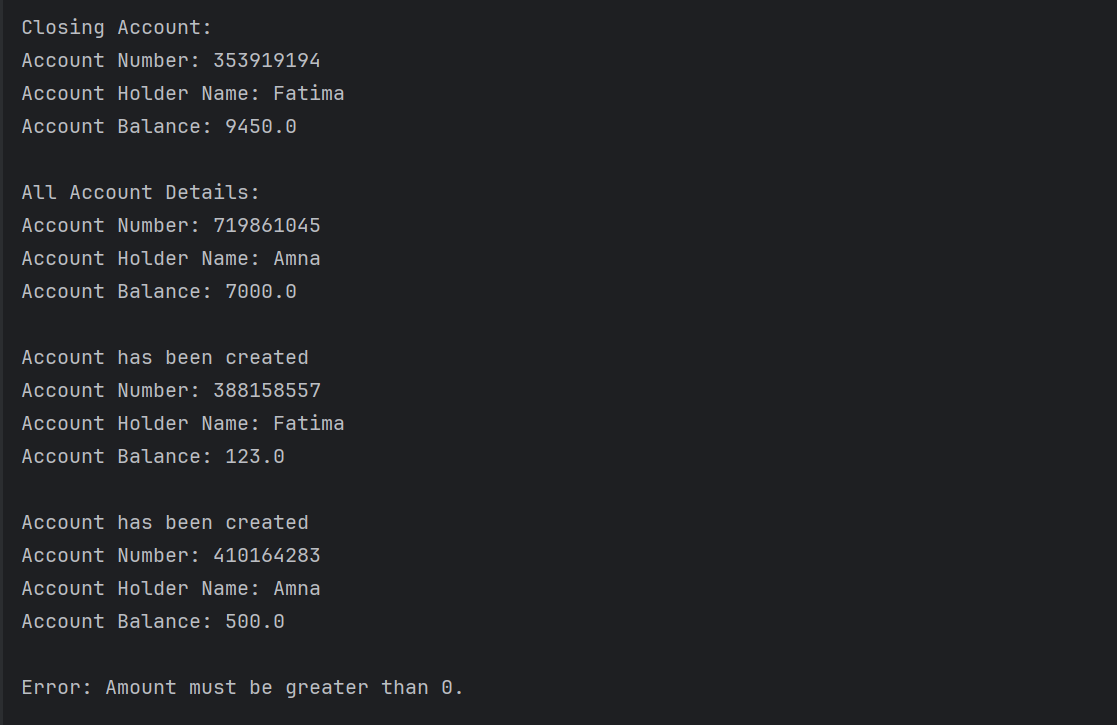 Closing Account:
Account Number: 353919194
Account Holder Name: Fatima
Account Balance: 9450.0
All Account Details:
Account Number: 719861045
Account Holder Name: Amna
Account Balance: 7000.0
Account has been created
Account Number: 388158557
Account Holder Name: Fatima
Account Balance: 123.0
Account has been created
Account Number: 410164283
Account Holder Name: Amna
Account Balance: 500.0
Error: Amount must be greater than 0.